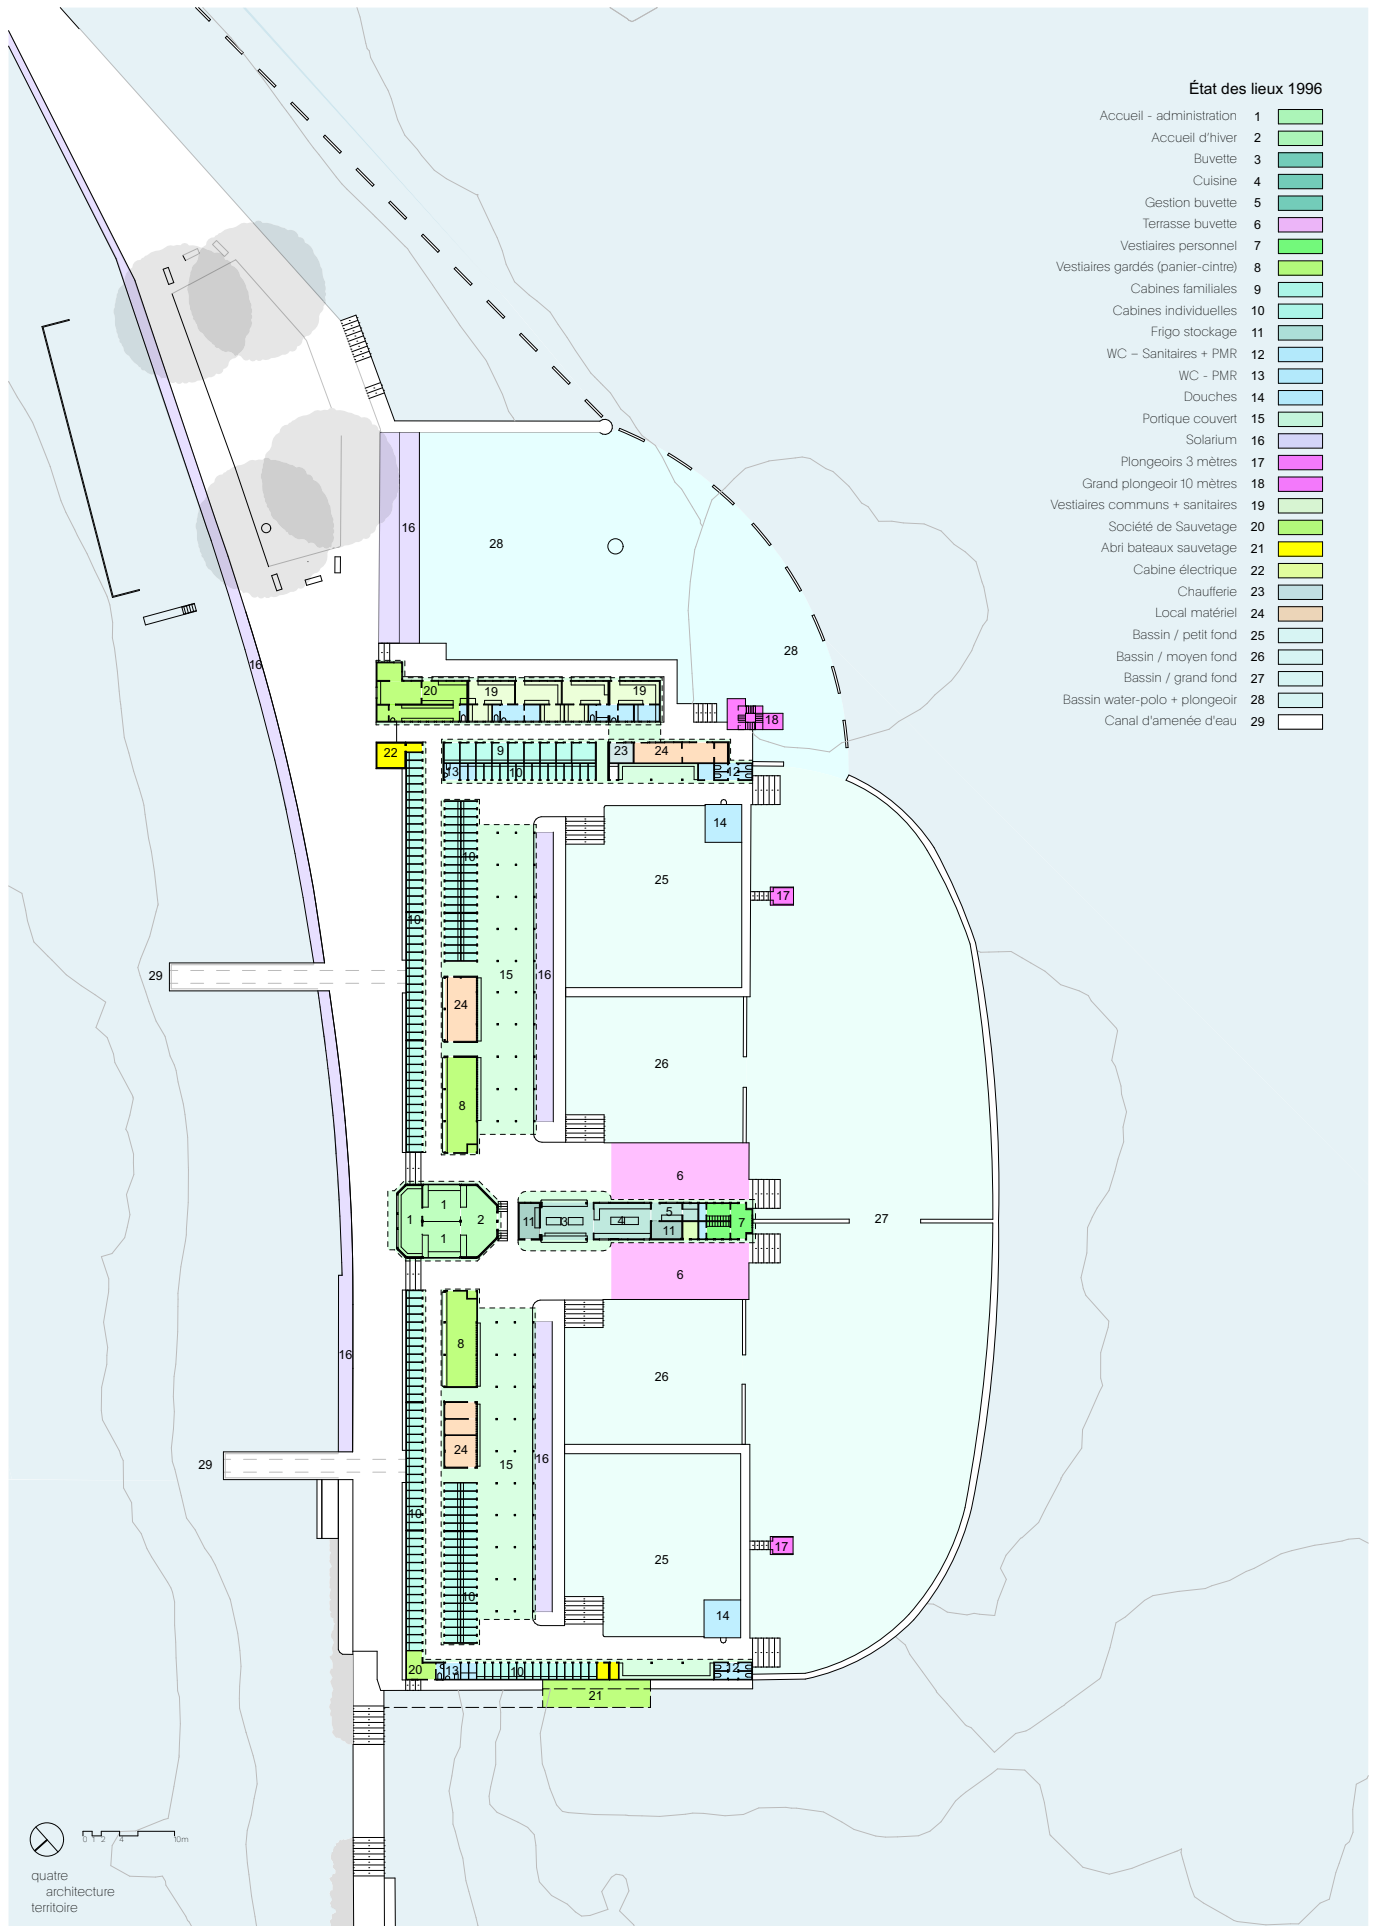 État des lieux 1996
Accueil - administration 1
Accueil d'hiver 2
Buvette 3
Cuisine 4
Gestion buvette 5
Terrasse buvette 6
Vestiaires personnel 7
Vestiaires gardés (panier-cintre) 8
Cabines familiales 9
Cabines individuelles 10
Frigo stockage 11
WC – Sanitaires + PMR 12
WC - PMR 13
Douches 14
Portique couvert 15
Solarium 16
Plongeoirs 3 mètres 17
Grand plongeoir 10 mètres 18
Vestiaires communs + sanitaires 19
Société de Sauvetage 20
Abri bateaux sauvetage 21
Cabine électrique 22
Chaufferie 23
Local matériel 24
Bassin / petit fond 25
Bassin / moyen fond 26
Bassin / grand fond 27
Bassin water-polo + plongeoir 28
Canal d'amenée d'eau 29
16
28
28
16
20
19
19
18
22
9
23
24
13
10
12
14
10
25
17
10
29
15
16
24
26
8
6
1
1
2
1
11
3
4
5
11
7
27
6
8
16
26
24
15
16
29
10
17
25
10
14
20
13
10
12
21
0 1 2 4 10m
quatre
architecture
territoire